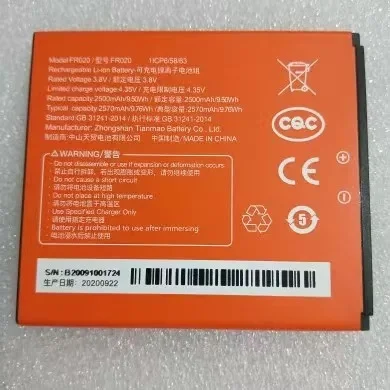 Model:FR020 /型号:FR020 1ICP6/58/63
Rechargeable Li-ion Battery-可充电锂离子电池组
Rated voltage 3.8V /额定电压 3.8V
Limited charge voltage 4.35V /充电限制电压 4.35V
Rated capacity:2500mAh/9.50Wh /额定容量:2500mAh/9.50Wh
Typical capacity:2570mAh/9.76Wh /典型容量:2570mAh/9.76Wh
Standard GB 31241-2014 /标准 GB 31241-2014
Manufacturer: Zhongshan Tianmao Battery Co.,Ltd
制造商:中山天贸电池有限公司 中国制造 MADE IN CHINA
CQC
WARNING/警告
- Do not disassemble or use if expansion or deformation occurs
请勿拆解电池,若出现膨胀或变形,请勿继续使用
- Do not cause a short circuit
请勿将电池设备短路
- Do not place at high temperature
请勿将电池置于高温区
- Use Specified Charger only
请使用指定充电器
- Battery is prohibited to use after immersing
电池浸水后禁止使用
5
S/N: B20091001724
生产日期: 20200922